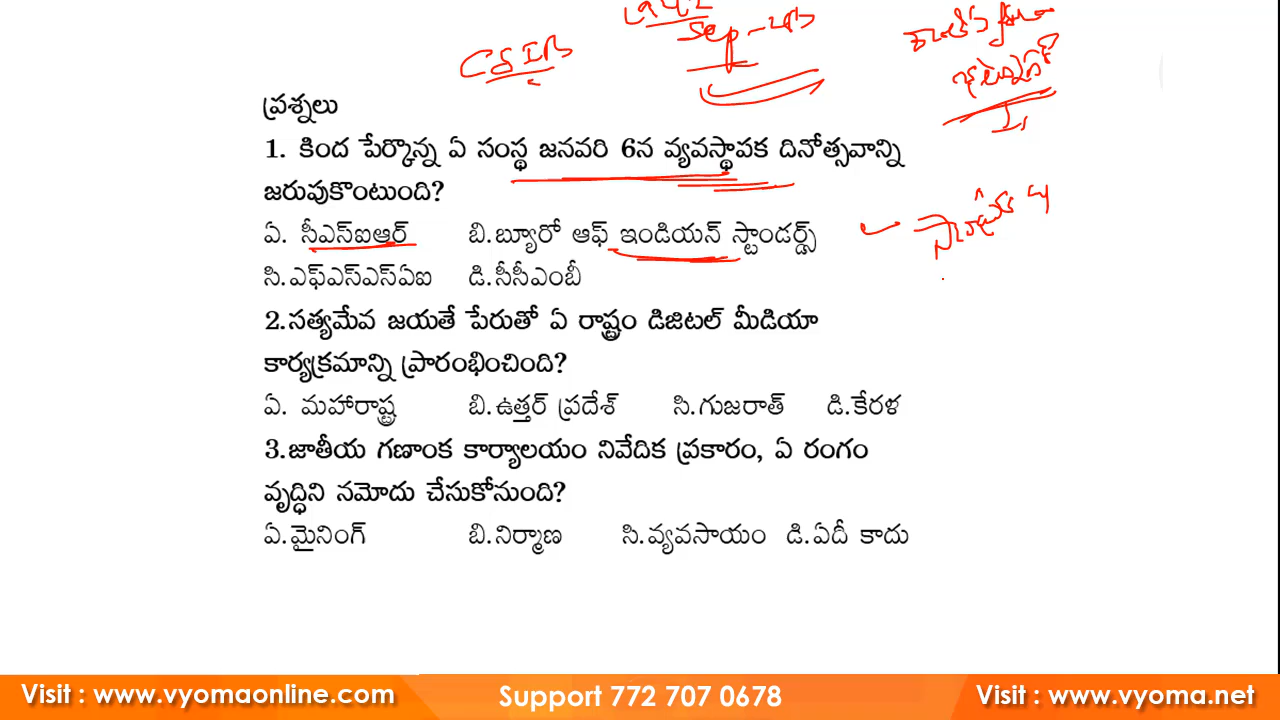 Sep -
CSIR
ప్రశ్నలు
1. కింద పేర్కొన్న ఏ సంస్థ జనవరి 6న వ్యవస్థాపక దినోత్సవాన్ని
జరుపుకొంటుంది?
ఏ. సీఎస్ఐఆర్ బి.బ్యూరో ఆఫ్ ఇండియన్ స్టాండర్డ్స్
సి.ఎఫ్ఎస్ఎస్ఏఐ డి.సీసీఎంబీ
2.సత్యమేవ జయతే పేరుతో ఏ రాష్ట్రం డిజిటల్ మీడియా
కార్యక్రమాన్ని ప్రారంభించింది?
ఏ. మహారాష్ట్ర బి.ఉత్తర్ ప్రదేశ్ సి.గుజరాత్ డి.కేరళ
3.జాతీయ గణాంక కార్యాలయం నివేదిక ప్రకారం, ఏ రంగం
వృద్ధిని నమోదు చేసుకోనుంది?
ఏ.మైనింగ్ బి.నిర్మాణ సి.వ్యవసాయం డి.ఏదీ కాదు
Visit : www.vyomaonline.com Support 772 707 0678 Visit : www.vyoma.net